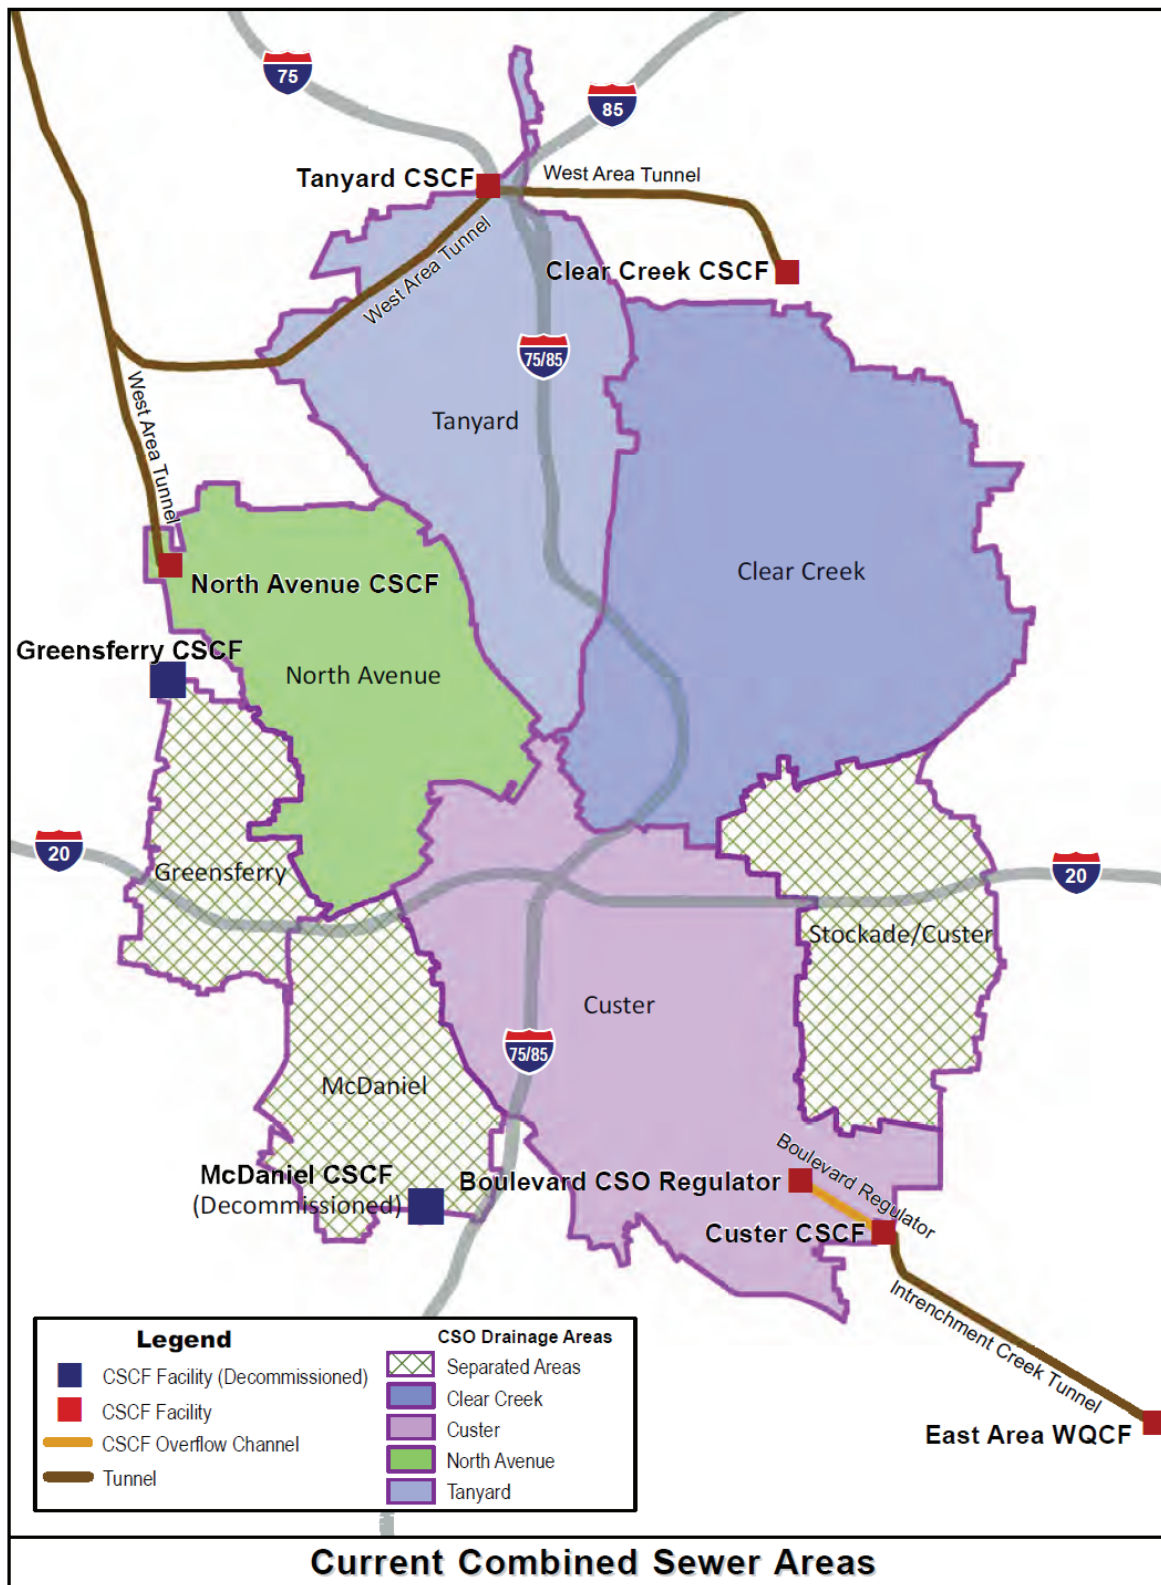 75
85
Tanyard CSCF
West Area Tunnel
West Area Tunnel
Clear Creek CSCF
75/85
West Area Tunnel
Tanyard
Clear Creek
North Avenue CSCF
Greensferry CSCF
North Avenue
20
Greensferry
20
Stockade/Custer
Custer
75/85
McDaniel
McDaniel CSCF
(Decommissioned)
Boulevard CSO Regulator
Boulevard Regulator
Custer CSCF
Intrenchment Creek Tunnel
East Area WQCF
Legend
CSCF Facility (Decommissioned)
CSCF Facility
CSCF Overflow Channel
Tunnel
CSO Drainage Areas
Separated Areas
Clear Creek
Custer
North Avenue
Tanyard
Current Combined Sewer Areas